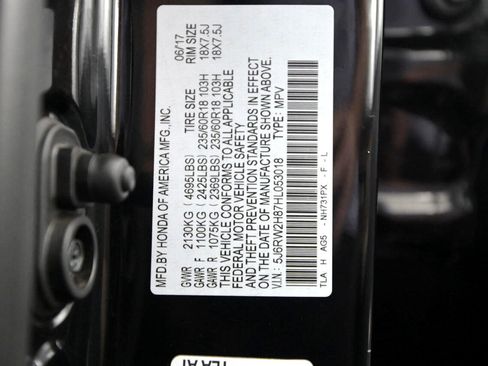 MFD. BY HONDA OF AMERICA MFG., INC. 06/17
TIRE SIZE RIM SIZE
GVWR 2130KG (4695LBS)
GAWR F 1100KG (2425LBS) 235/60R18 103H 18X7.5J
GAWR R 1075KG (2369LBS) 235/60R18 103H 18X7.5J
THIS VEHICLE CONFORMS TO ALL APPLICABLE
FEDERAL MOTOR VEHICLE SAFETY
AND THEFT PREVENTION STANDARDS IN EFFECT
ON THE DATE OF MANUFACTURE SHOWN ABOVE.
V.I.N.: 5J6RW2H87HL053018 TYPE: MPV
TLA H AG5 - NH731PX - F - L